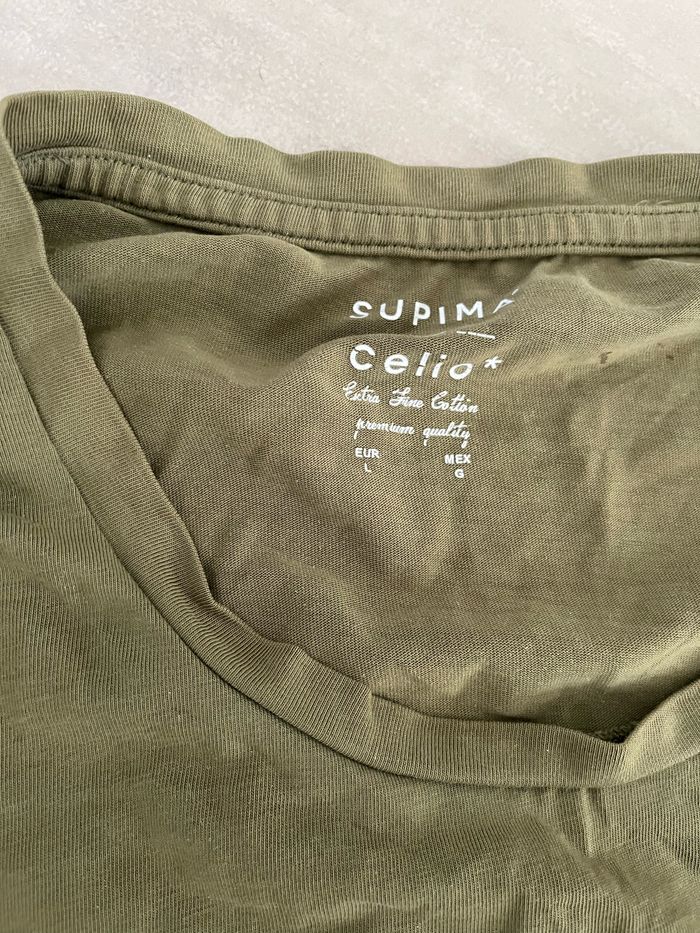 SUPIMA
Celio*
Extra Fine Cotton
premium quality
EUR MEX
L G